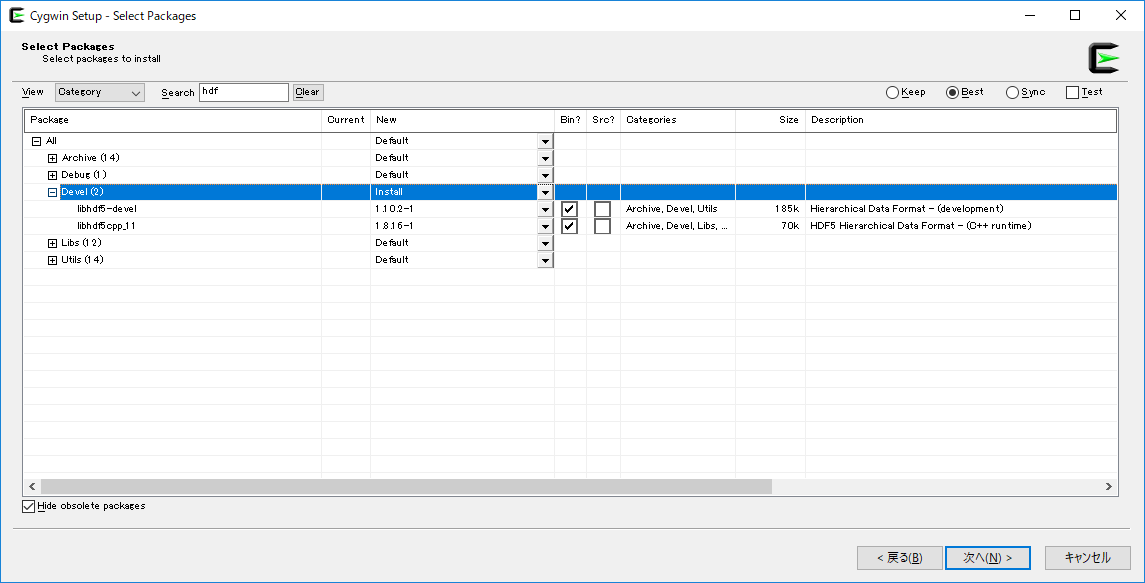 Cygwin Setup - Select Packages
Select Packages
Select packages to install
View Category Search hdf Clear Keep Best Sync Test
Package Current New Bin? Src? Categories Size Description
All Default
Archive (14) Default
Debug (1) Default
Devel (2) Install
libhdf5-devel 1.10.2-1 Archive, Devel, Utils 185k Hierarchical Data Format - (development)
libhdf5cpp_11 1.8.16-1 Archive, Devel, Libs, ... 70k HDF5 Hierarchical Data Format - (C++ runtime)
Libs (12) Default
Utils (14) Default
Hide obsolete packages
< 戻る(B) 次へ(N) > キャンセル